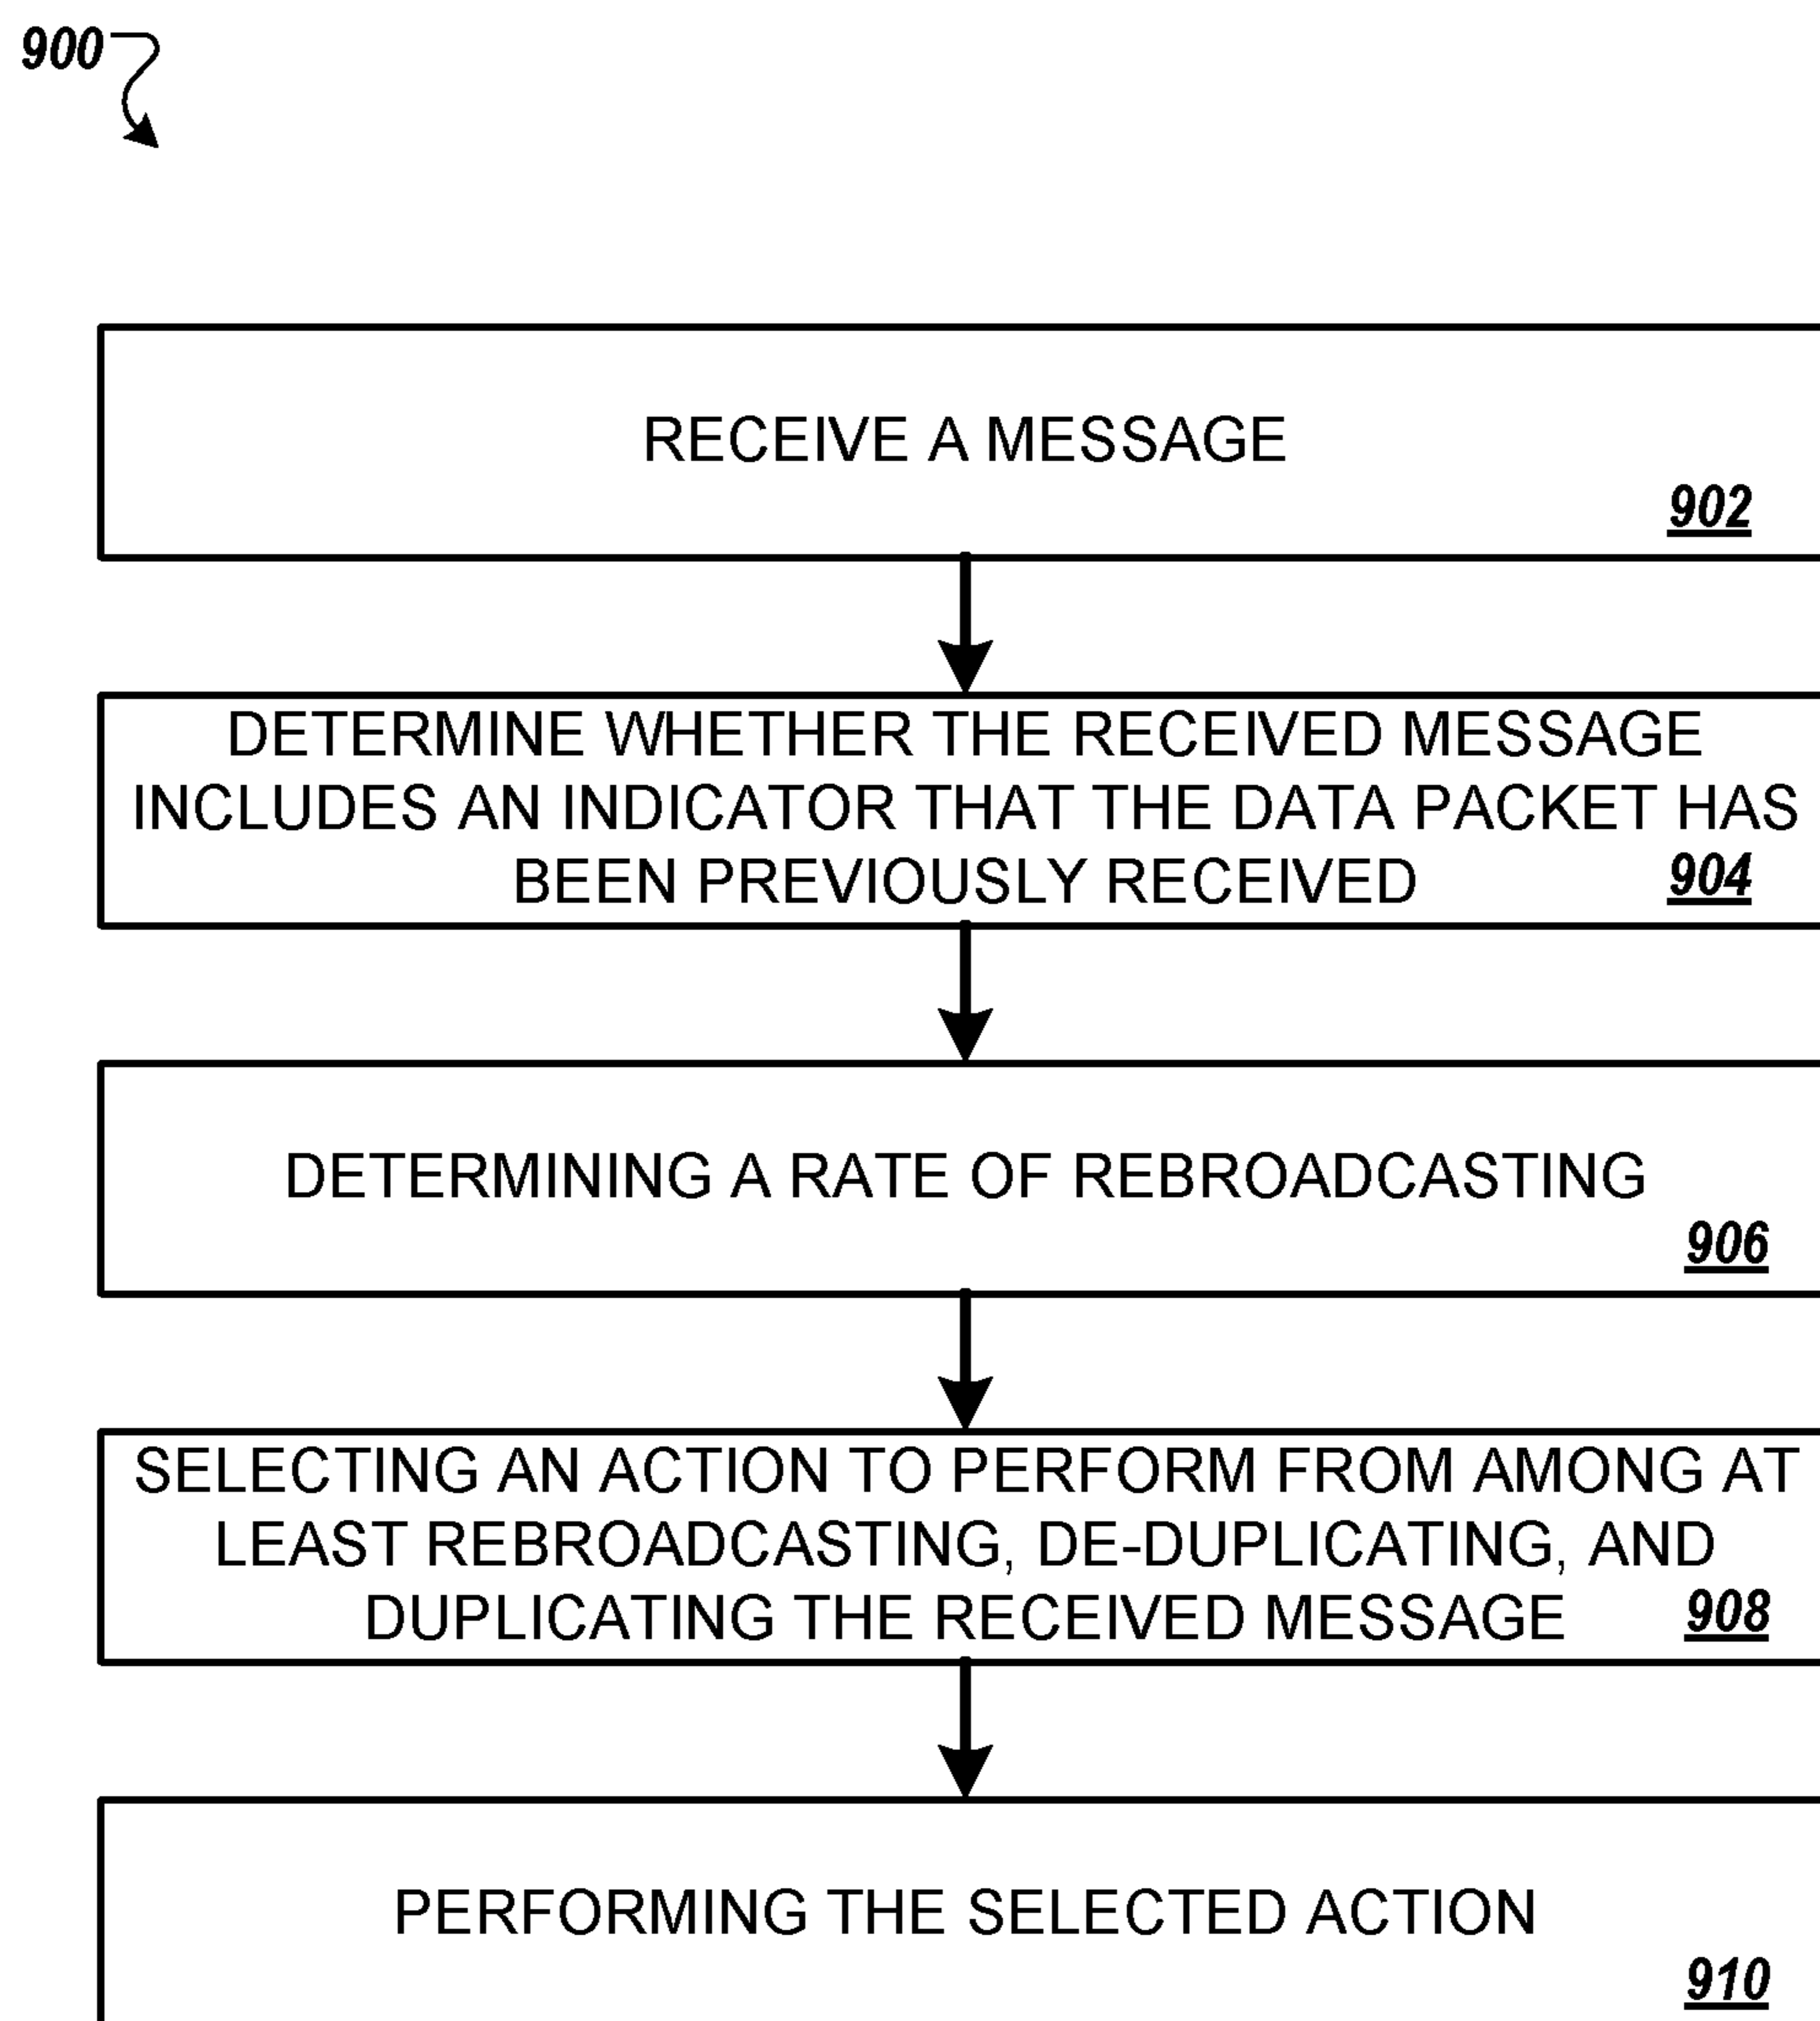 900
RECEIVE A MESSAGE
902
DETERMINE WHETHER THE RECEIVED MESSAGE
INCLUDES AN INDICATOR THAT THE DATA PACKET HAS
BEEN PREVIOUSLY RECEIVED 904
DETERMINING A RATE OF REBROADCASTING
906
SELECTING AN ACTION TO PERFORM FROM AMONG AT
LEAST REBROADCASTING, DE-DUPLICATING, AND
DUPLICATING THE RECEIVED MESSAGE 908
PERFORMING THE SELECTED ACTION
910